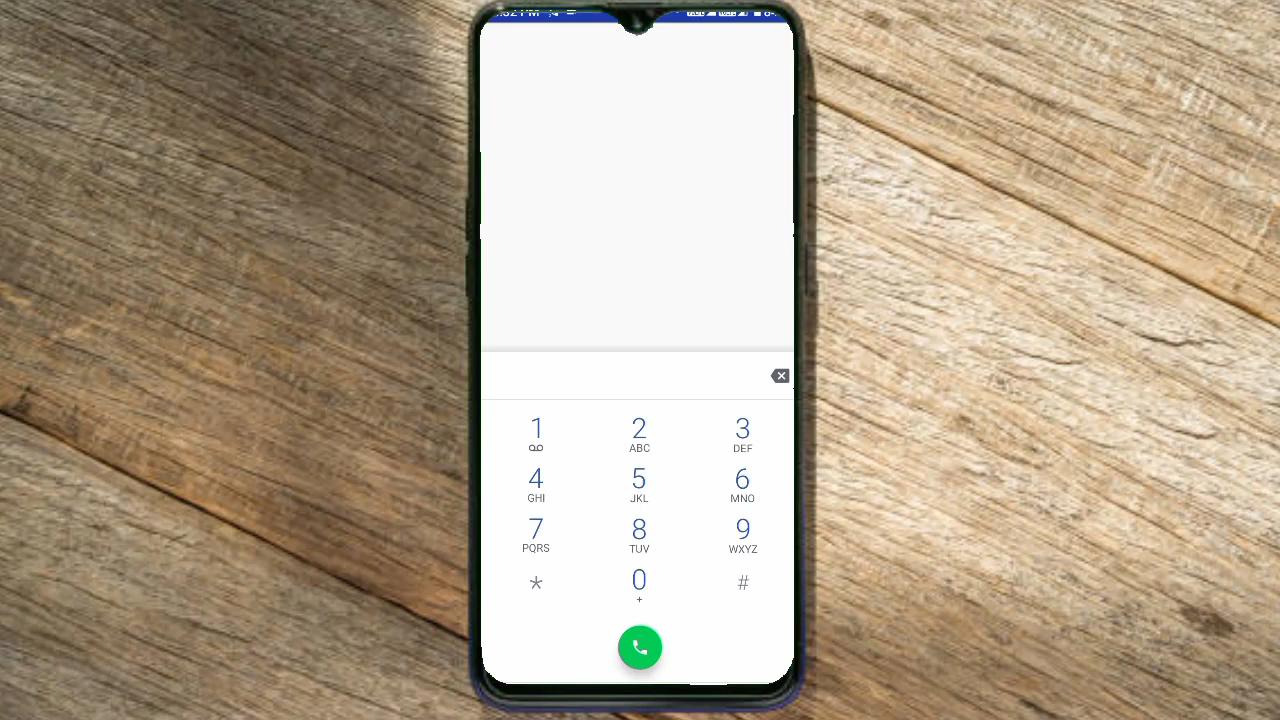 1 2 3
ABC DEF
4 5 6
GHI JKL MNO
7 8 9
PQRS TUV WXYZ
* 0 #
+